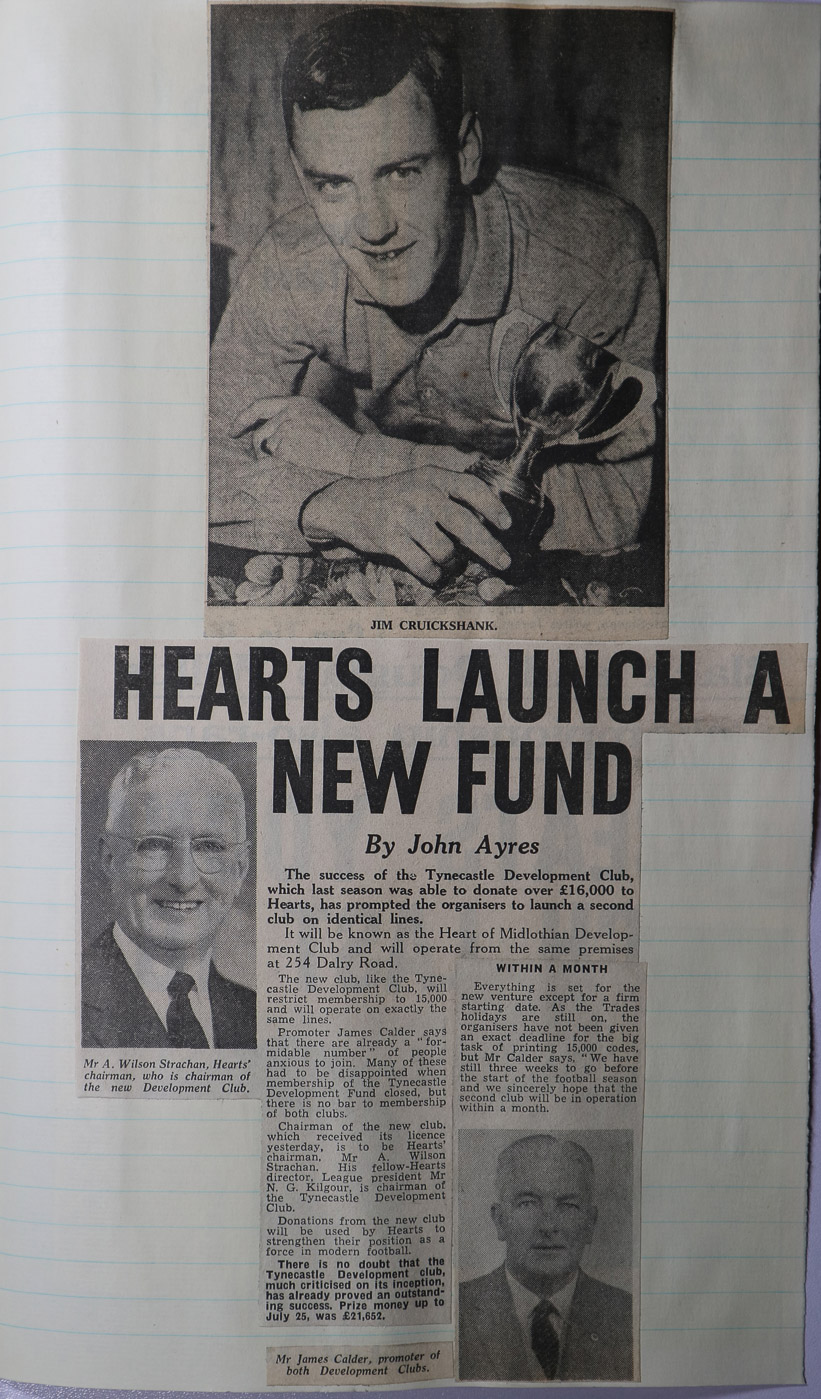 JIM CRUICKSHANK.
HEARTS LAUNCH A
NEW FUND
By John Ayres
The success of the Tynecastle Development Club,
which last season was able to donate over £16,000 to
Hearts, has prompted the organisers to launch a second
club on identical lines.
It will be known as the Heart of Midlothian Develop-
ment Club and will operate from the same premises
at 254 Dalry Road.
The new club, like the Tyne-
castle Development Club, will
restrict membership to 15,000
and will operate on exactly the
same lines.
Promoter James Calder says
that there are already a "for-
midable number" of people
anxious to join. Many of these
had to be disappointed when
membership of the Tynecastle
Development Fund closed, but
there is no bar to membership
of both clubs.
Chairman of the new club,
which received its licence
yesterday, is to be Hearts'
chairman, Mr A. Wilson
Strachan. His fellow-Hearts
director, League president Mr
N. G. Kilgour, is chairman of
the Tynecastle Development
Club.
Donations from the new club
will be used by Hearts to
strengthen their position as a
force in modern football.
There is no doubt that the
Tynecastle Development club,
much criticised on its inception,
has already proved an outstand-
ing success. Prize money up to
July 25, was £21,652.
WITHIN A MONTH
Everything is set for the
new venture except for a firm
starting date. As the Trades
holidays are still on, the
organisers have not been given
an exact deadline for the big
task of printing 15,000 codes,
but Mr Calder says, "We have
still three weeks to go before
the start of the football season
and we sincerely hope that the
second club will be in operation
within a month.
Mr A. Wilson Strachan, Hearts'
chairman, who is chairman of
the new Development Club.
Mr James Calder, promoter of
both Development Clubs.